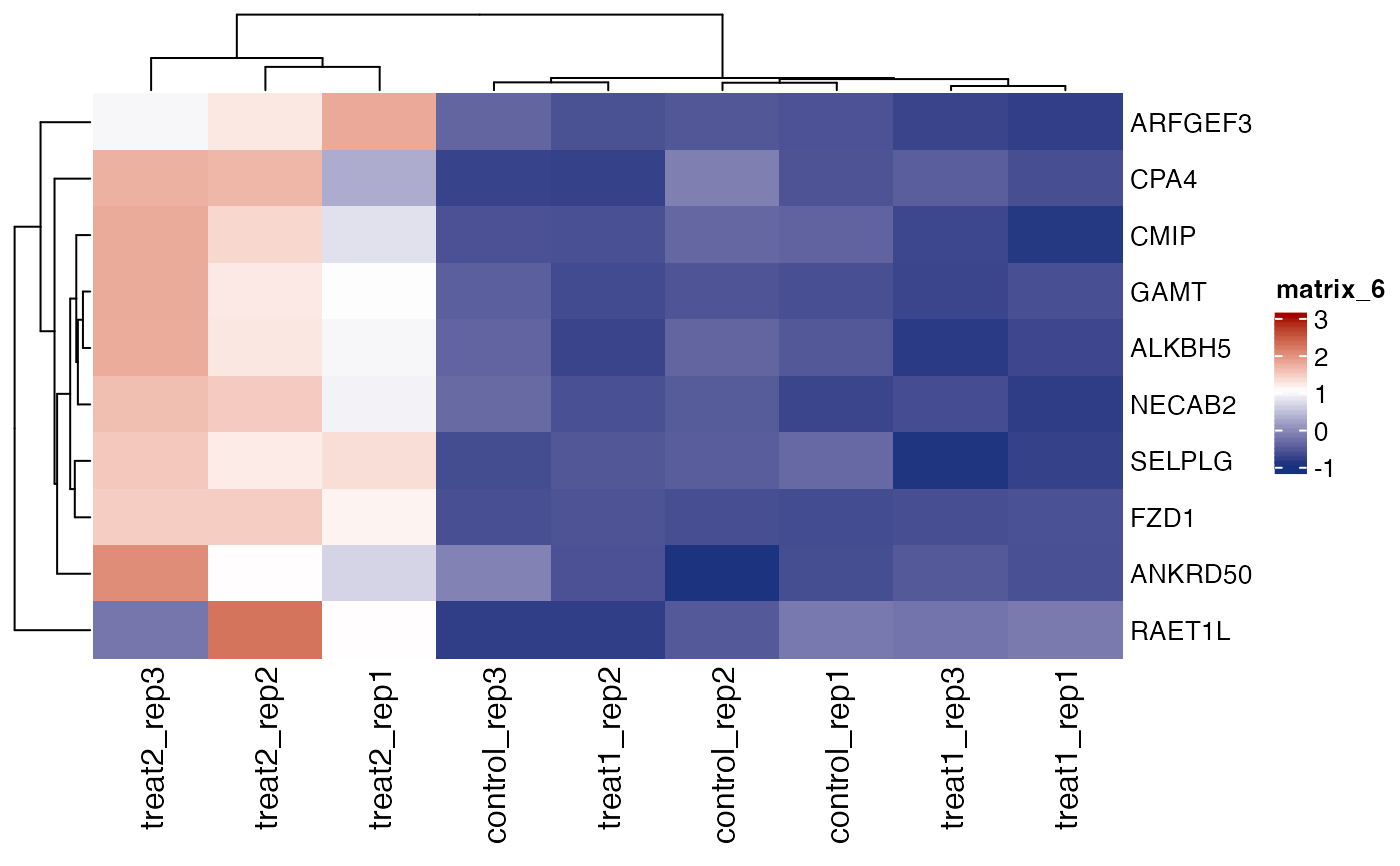 ARFGEF3
CPA4
CMIP
GAMT
ALKBH5
NECAB2
SELPLG
FZD1
ANKRD50
RAET1L
matrix_6
3
2
1
0
-1
treat2_rep3
treat2_rep2
treat2_rep1
control_rep3
treat1_rep2
control_rep2
control_rep1
treat1_rep3
treat1_rep1